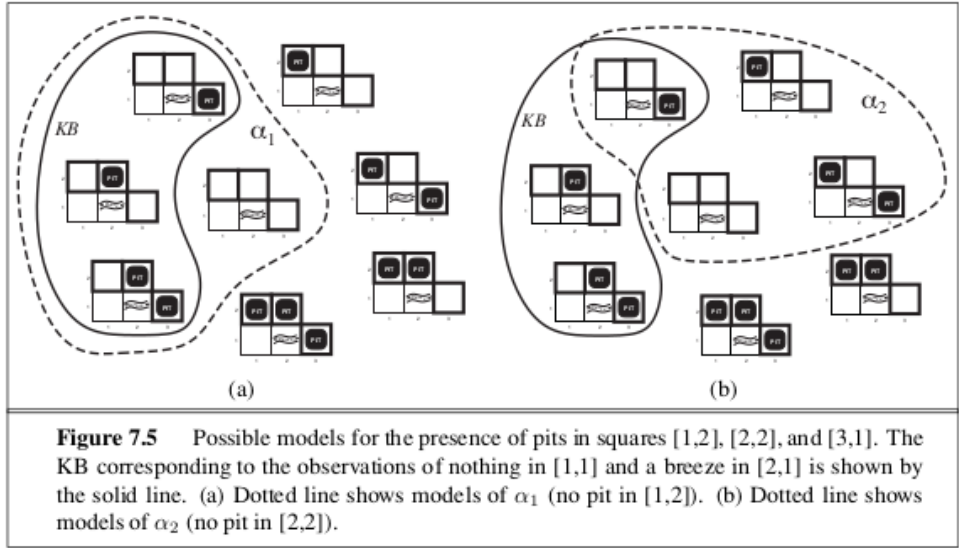 PIT
PIT
PIT
KB
α₁
PIT
PIT
PIT
PIT PIT
PIT
PIT
PIT PIT
PIT
(a)
PIT
PIT
α₂
KB
PIT
PIT
PIT
PIT
PIT PIT
PIT
PIT PIT
PIT
(b)
Figure 7.5 Possible models for the presence of pits in squares [1,2], [2,2], and [3,1]. The
KB corresponding to the observations of nothing in [1,1] and a breeze in [2,1] is shown by
the solid line. (a) Dotted line shows models of α₁ (no pit in [1,2]). (b) Dotted line shows
models of α₂ (no pit in [2,2]).